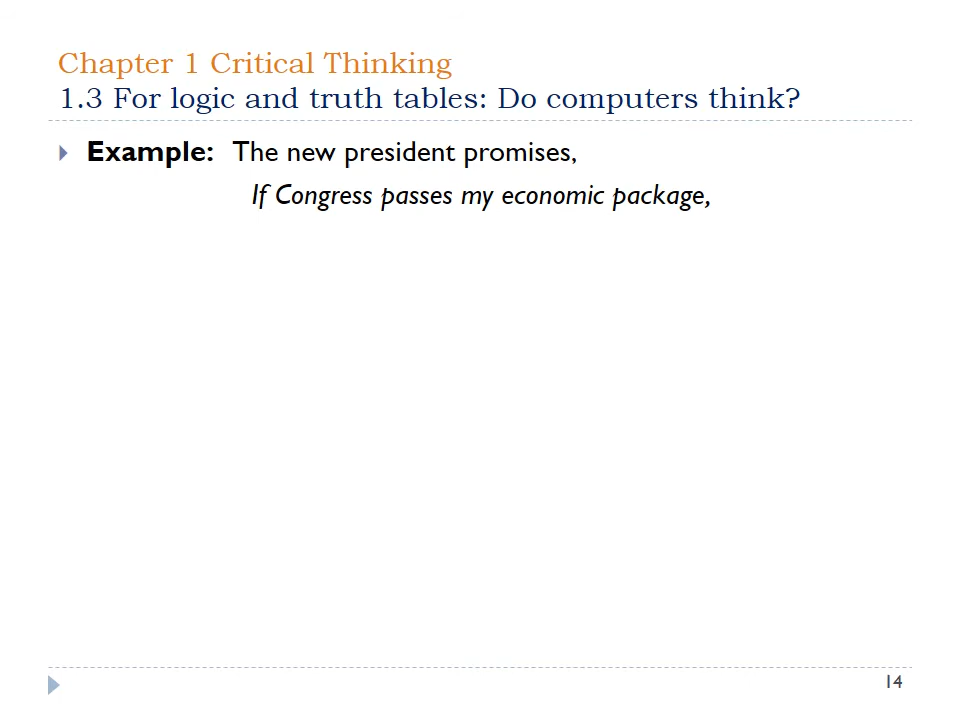 Chapter 1 Critical Thinking
1.3 For logic and truth tables: Do computers think?
Example: The new president promises,
If Congress passes my economic package,
14